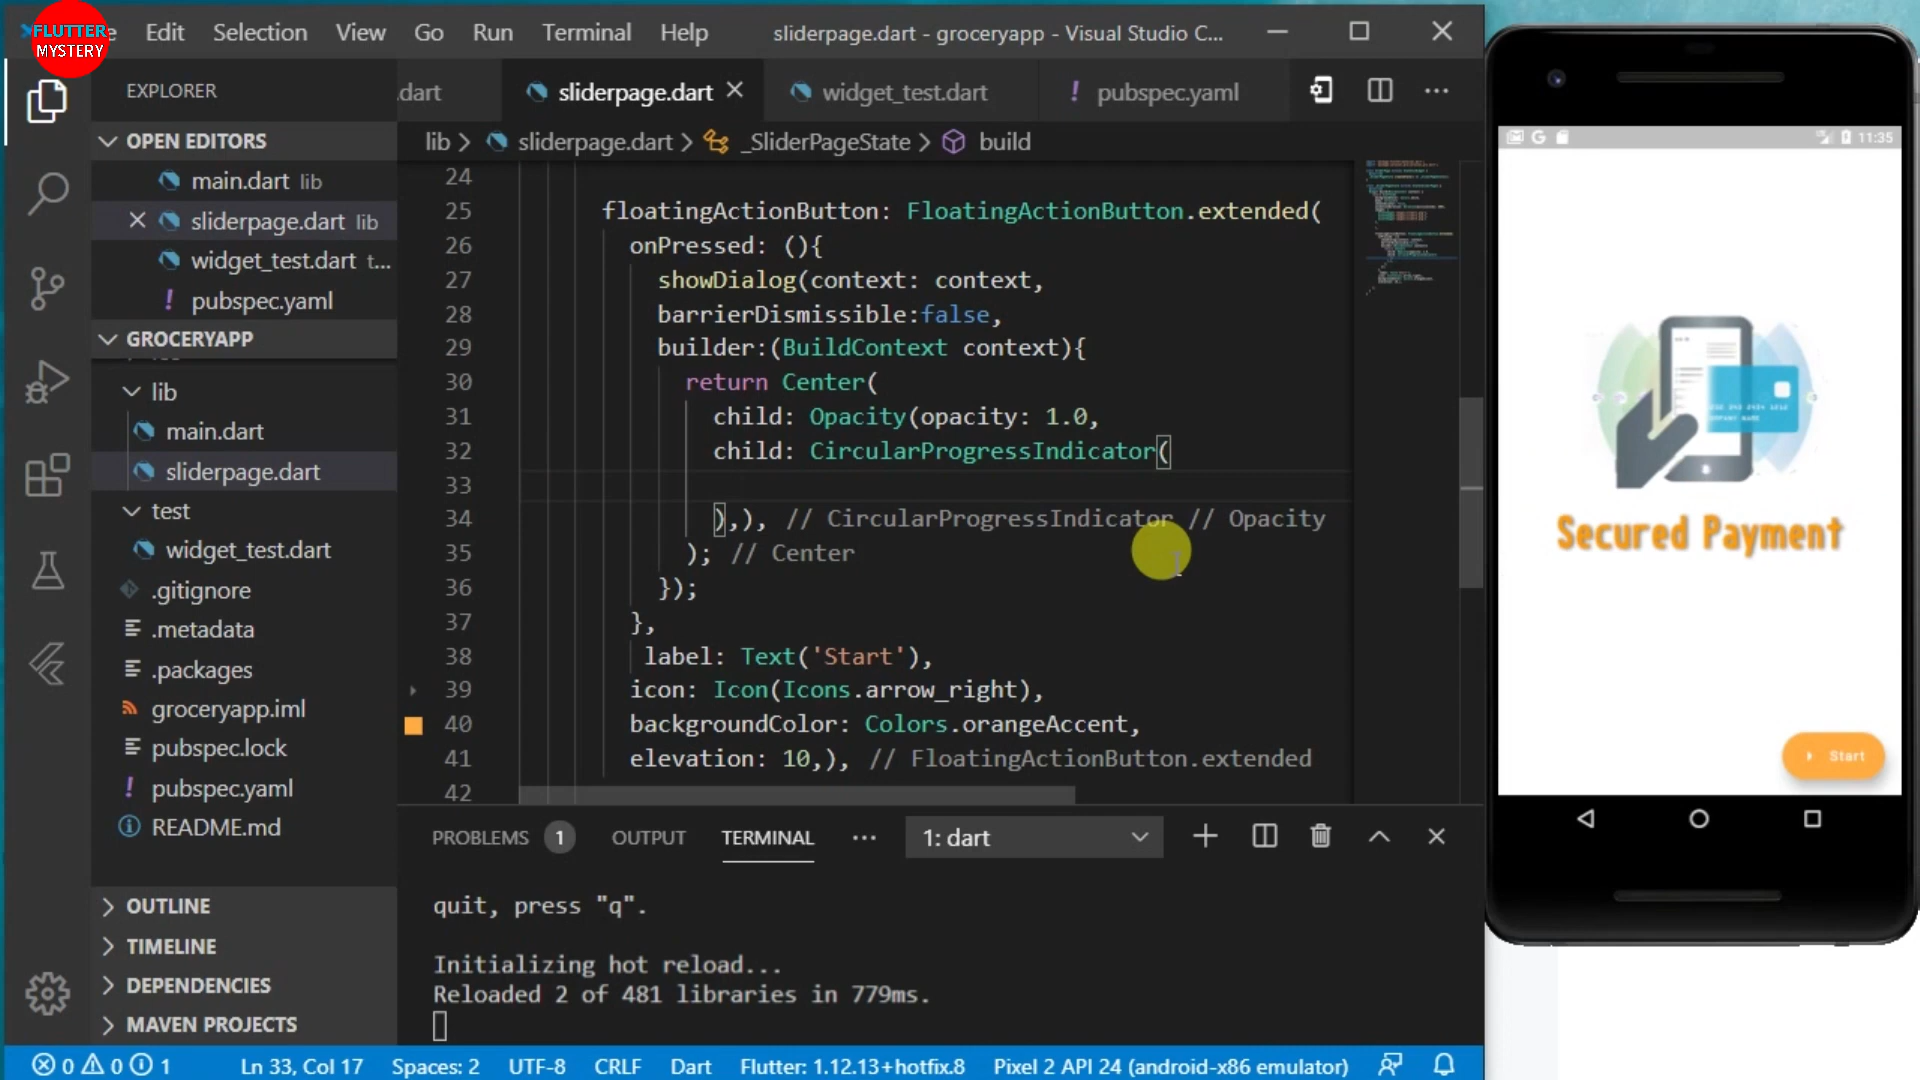 FLUTTER
MYSTERY
Edit Selection View Go Run Terminal Help sliderpage.dart - groceryapp - Visual Studio C...
EXPLORER
.dart sliderpage.dart widget_test.dart ! pubspec.yaml
lib > sliderpage.dart > _SliderPageState > build
OPEN EDITORS
main.dart lib
sliderpage.dart lib
widget_test.dart t...
! pubspec.yaml
GROCERYAPP
lib
main.dart
sliderpage.dart
test
widget_test.dart
.gitignore
.metadata
.packages
groceryapp.iml
pubspec.lock
! pubspec.yaml
README.md
OUTLINE
TIMELINE
DEPENDENCIES
MAVEN PROJECTS
24
25 floatingActionButton: FloatingActionButton.extended(
26 onPressed: (){
27 showDialog(context: context,
28 barrierDismissible:false,
29 builder:(BuildContext context){
30 return Center(
31 child: Opacity(opacity: 1.0,
32 child: CircularProgressIndicator(
33
34 ),), // CircularProgressIndicator // Opacity
35 ); // Center
36 });
37 },
38 label: Text('Start'),
39 icon: Icon(Icons.arrow_right),
40 backgroundColor: Colors.orangeAccent,
41 elevation: 10,), // FloatingActionButton.extended
42
PROBLEMS 1 OUTPUT TERMINAL ... 1: dart
quit, press "q".
Initializing hot reload...
Reloaded 2 of 481 libraries in 779ms.
0 0 1 Ln 33, Col 17 Spaces: 2 UTF-8 CRLF Dart Flutter: 1.12.13+hotfix.8 Pixel 2 API 24 (android-x86 emulator)
G 11:35
Secured Payment
Start